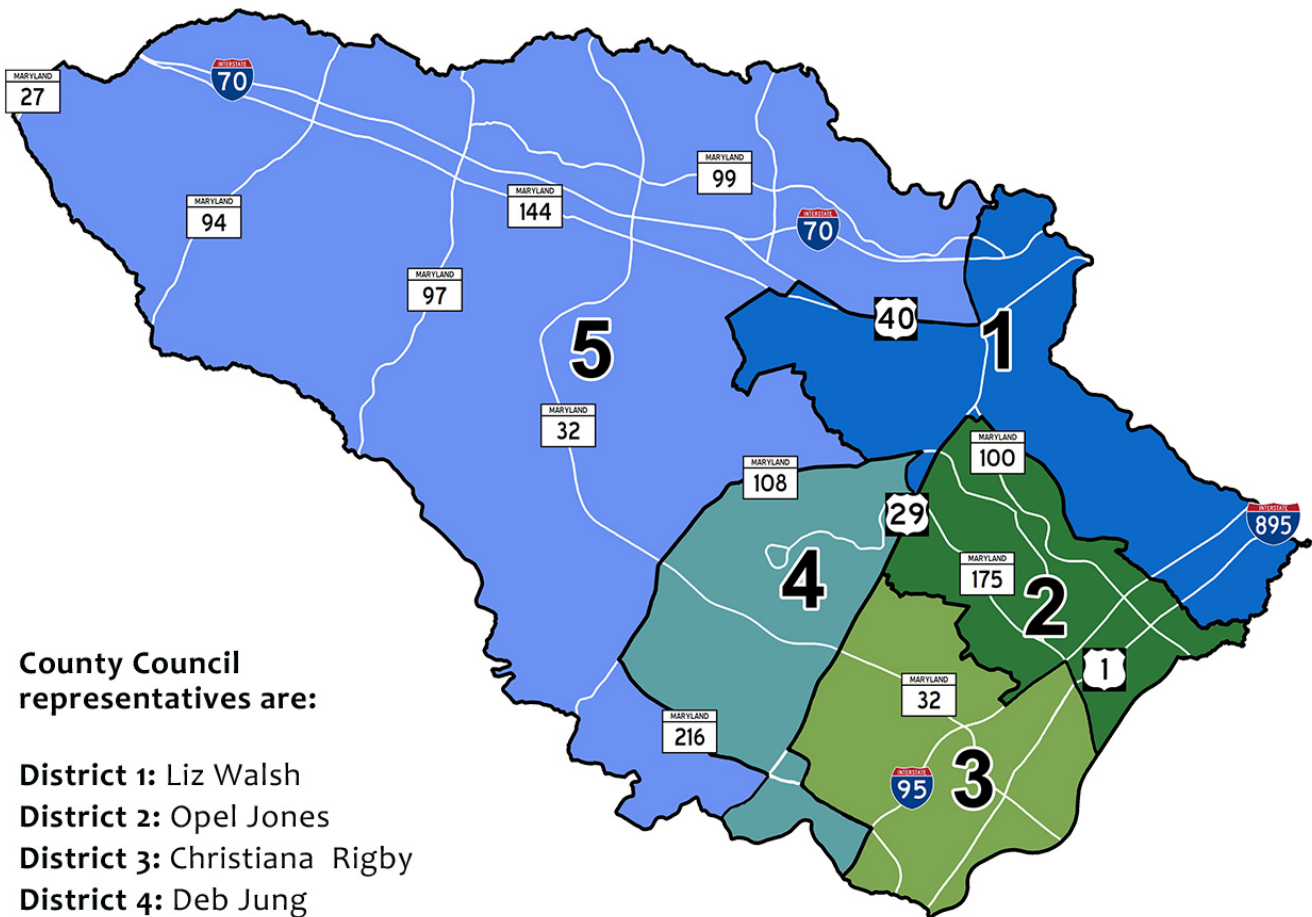 MARYLAND
27
INTERSTATE
70
MARYLAND
94
MARYLAND
144
MARYLAND
99
INTERSTATE
70
MARYLAND
97
5
40
1
MARYLAND
32
MARYLAND
108
MARYLAND
100
29
INTERSTATE
895
4
MARYLAND
175
2
1
MARYLAND
32
MARYLAND
216
INTERSTATE
95
3
County Council
representatives are:
District 1: Liz Walsh
District 2: Opel Jones
District 3: Christiana Rigby
District 4: Deb Jung